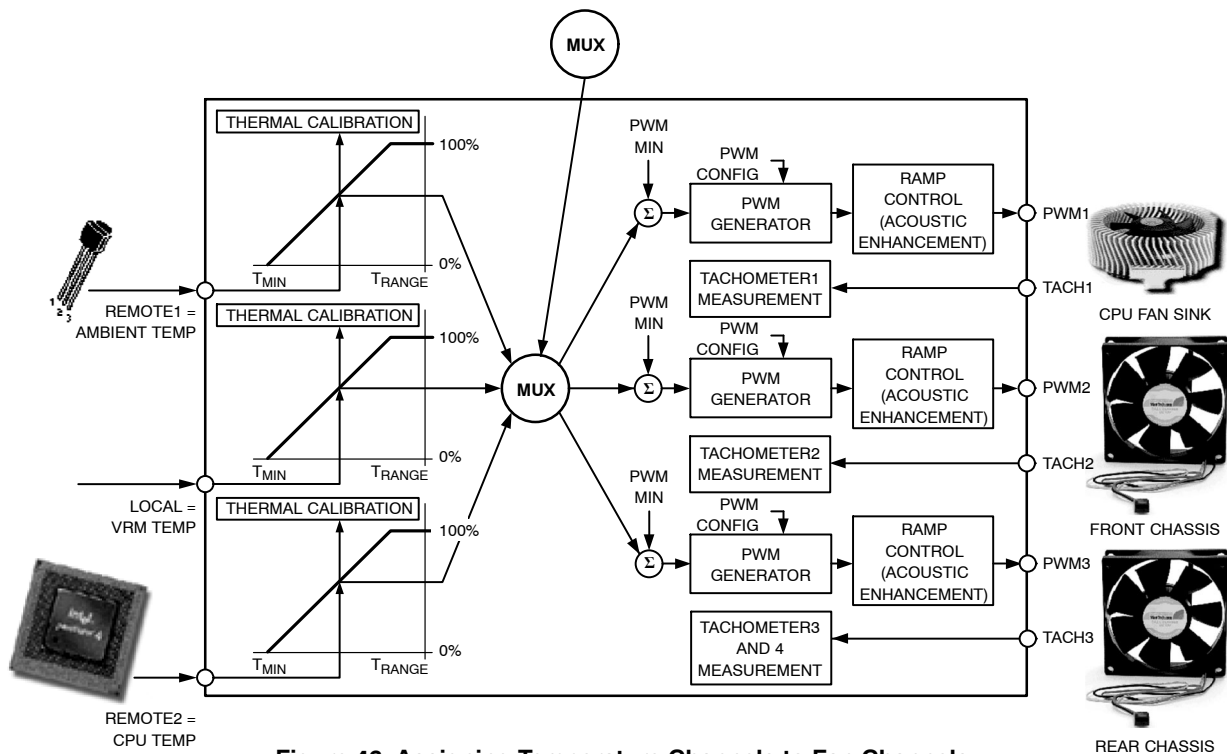 MUX
THERMAL CALIBRATION
100%
0%
TMIN
TRANGE
REMOTE1 =
AMBIENT TEMP
THERMAL CALIBRATION
100%
0%
TMIN
TRANGE
LOCAL =
VRM TEMP
THERMAL CALIBRATION
100%
0%
TMIN
TRANGE
REMOTE2 =
CPU TEMP
1
2
3
MUX
PWM
MIN
Σ
PWM
CONFIG
PWM
GENERATOR
RAMP
CONTROL
(ACOUSTIC
ENHANCEMENT)
PWM1
TACHOMETER1
MEASUREMENT
TACH1
CPU FAN SINK
PWM
MIN
Σ
PWM
CONFIG
PWM
GENERATOR
RAMP
CONTROL
(ACOUSTIC
ENHANCEMENT)
PWM2
TACHOMETER2
MEASUREMENT
TACH2
FRONT CHASSIS
PWM
MIN
Σ
PWM
CONFIG
PWM
GENERATOR
RAMP
CONTROL
(ACOUSTIC
ENHANCEMENT)
PWM3
TACHOMETER3
AND 4
MEASUREMENT
TACH3
REAR CHASSIS
intel